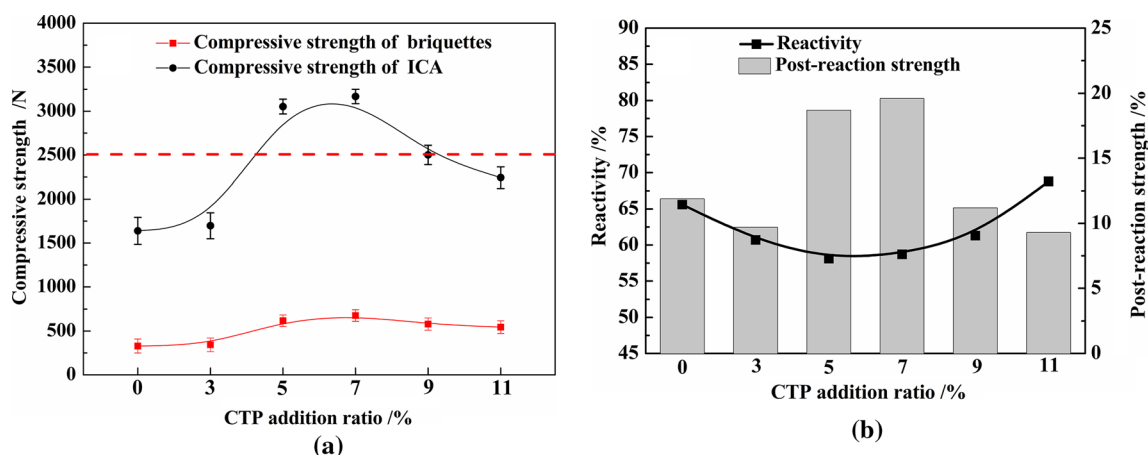 4000
3500
3000
2500
2000
1500
1000
500
0
Compressive strength /N
Compressive strength of briquettes
Compressive strength of ICA
0 3 5 7 9 11
CTP addition ratio /%
(a)
90
85
80
75
70
65
60
55
50
45
Reactivity /%
Reactivity
Post-reaction strength
25
20
15
10
5
0
Post-reaction strength /%
0 3 5 7 9 11
CTP addition ratio /%
(b)